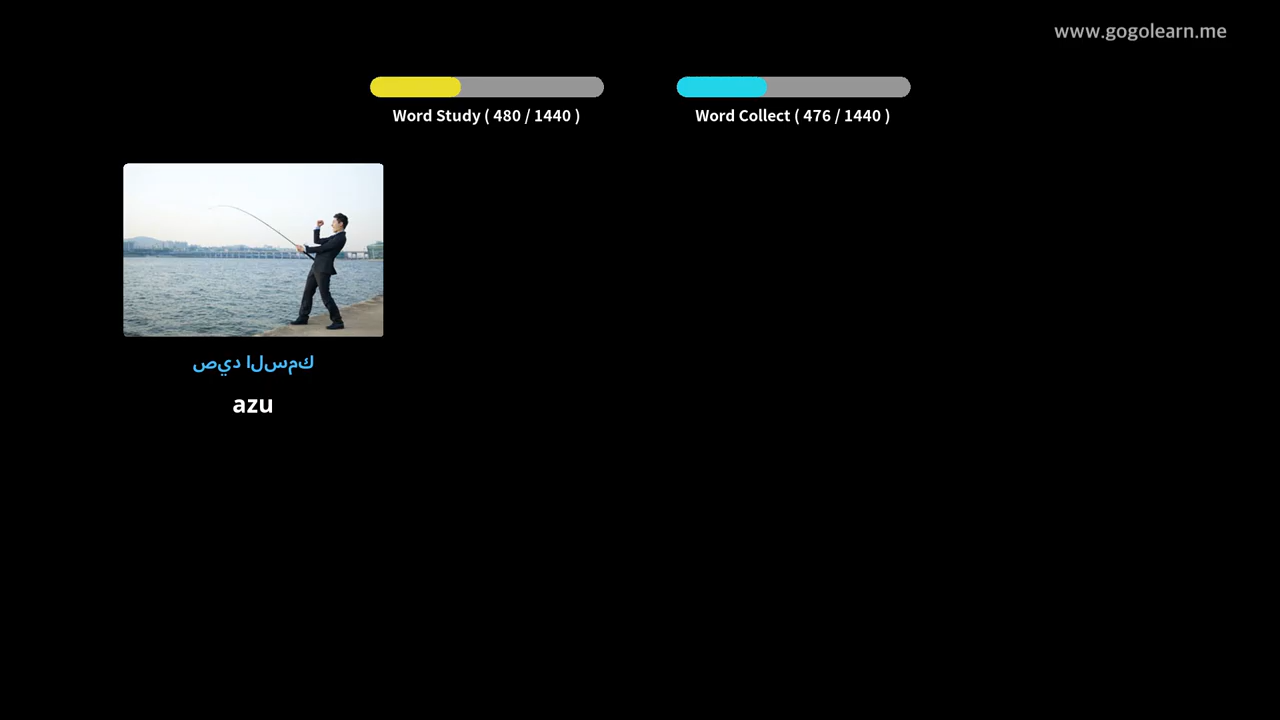 www.gogolearn.me
Word Study ( 480 / 1440 )
Word Collect ( 476 / 1440 )
صيد السمك
azu